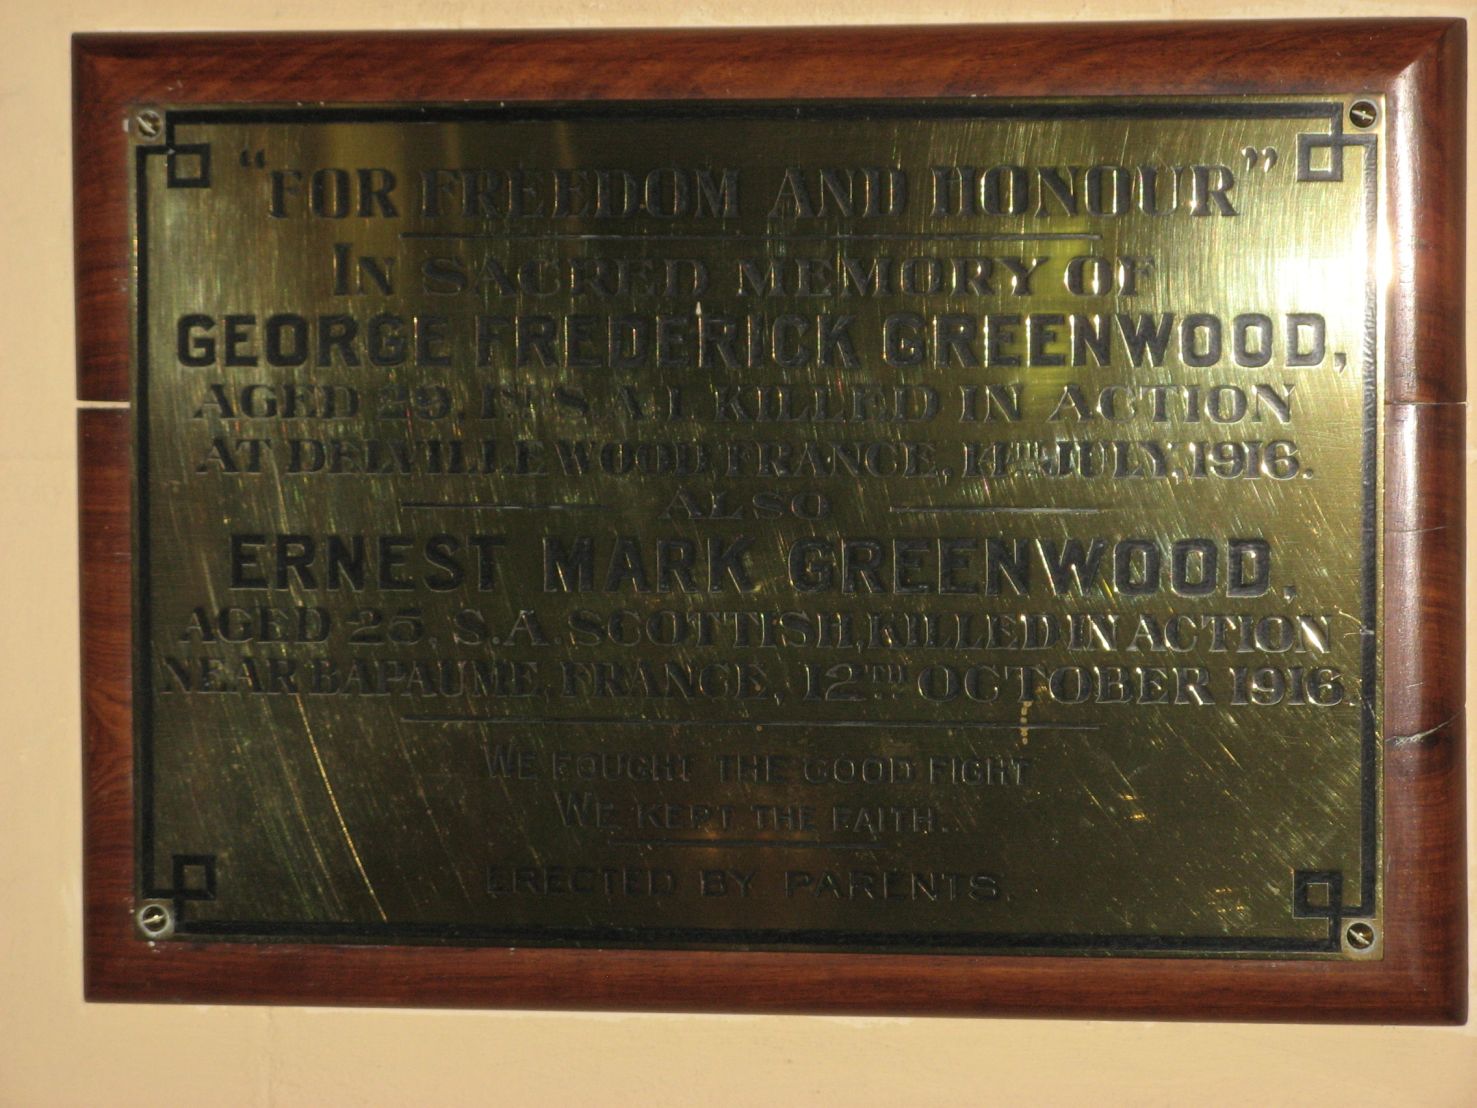 "FOR FREEDOM AND HONOUR"
IN SACRED MEMORY OF
GEORGE FREDERICK GREENWOOD,
AGED 29, 1ST S.A.I. KILLED IN ACTION
AT DELVILLE WOOD, FRANCE, JULY, 1916.
ALSO
ERNEST MARK GREENWOOD,
AGED 25, S.A. SCOTTISH, KILLED IN ACTION
NEAR BAPAUME, FRANCE, 12TH OCTOBER 1916.
WE FOUGHT THE GOOD FIGHT
WE KEPT THE FAITH.
ERECTED BY PARENTS.